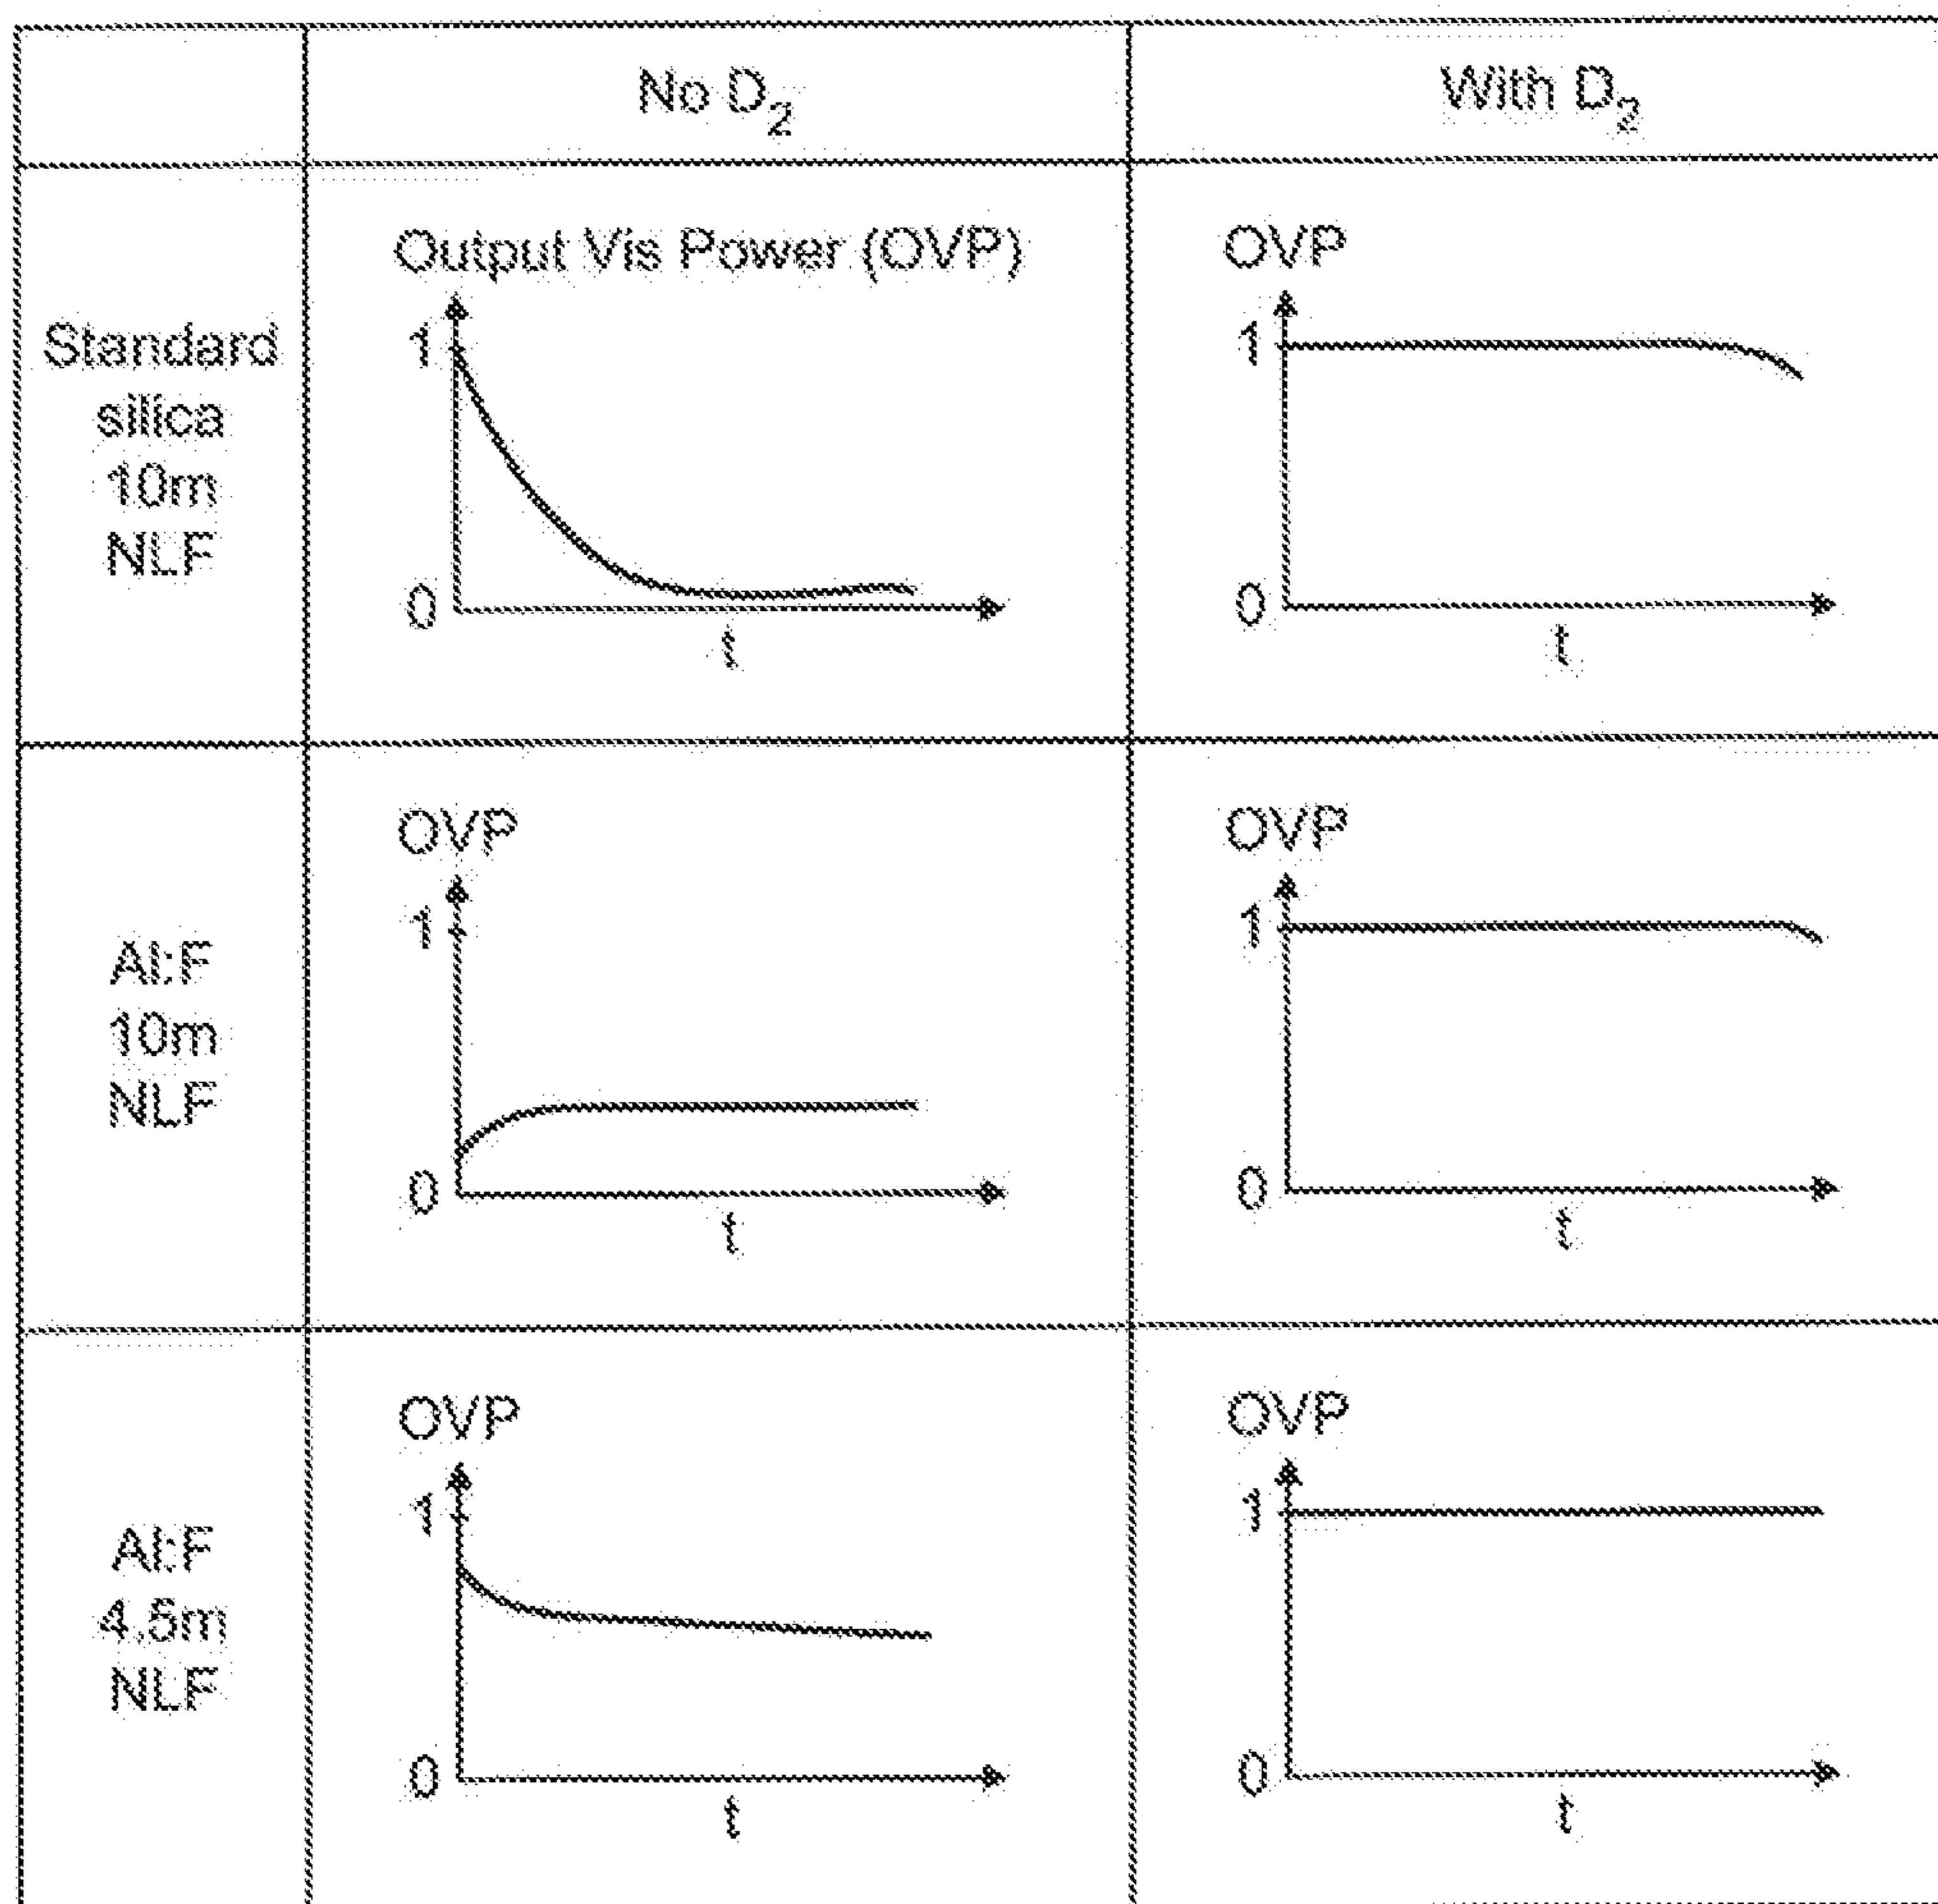 No D₂
With D₂
Standard
silica
10m
NLF
Output Vis Power (OVP)
1
0
t
OVP
1
0
t
Al:F
10m
NLF
OVP
1
0
t
OVP
1
0
t
Al:F
4.5m
NLF
OVP
1
0
t
OVP
1
0
t